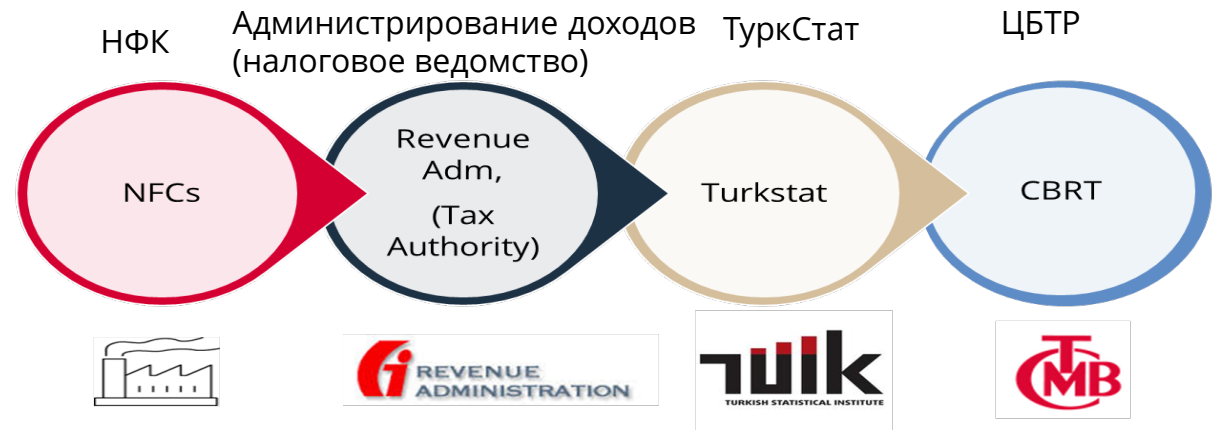 НФК
Администрирование доходов
(налоговое ведомство)
ТуркСтат
ЦБТР
NFCs
Revenue
Adm,
(Tax
Authority)
Turkstat
CBRT
REVENUE
ADMINISTRATION
TUIK
TURKISH STATISTICAL INSTITUTE
TCMB